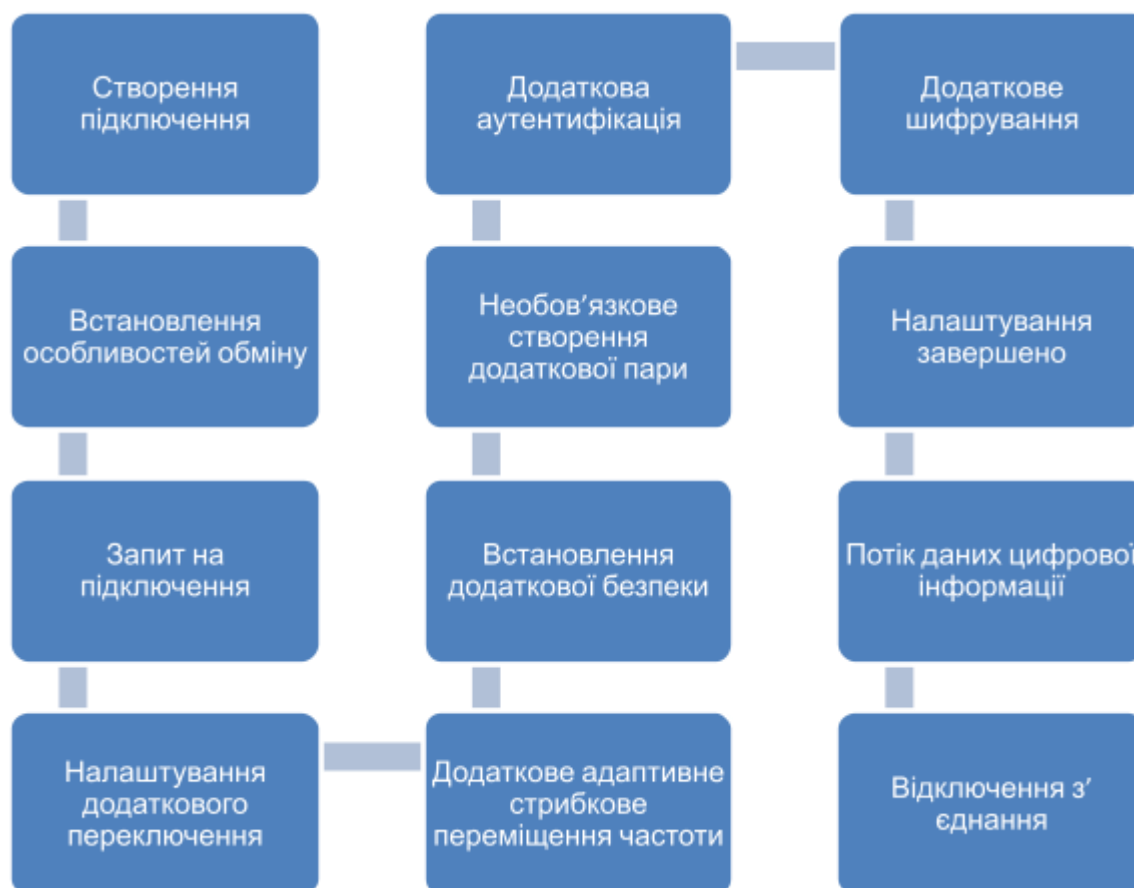 Створення
підключення
Встановлення
особливостей обміну
Запит на
підключення
Налаштування
додаткового
переключення
Додаткове адаптивне
стрибкове
переміщення частоти
Встановлення
додаткової безпеки
Необов’язкове
створення
додаткової пари
Додаткова
аутентифікація
Додаткове
шифрування
Налаштування
завершено
Потік даних цифрової
інформації
Відключення з’
єднання